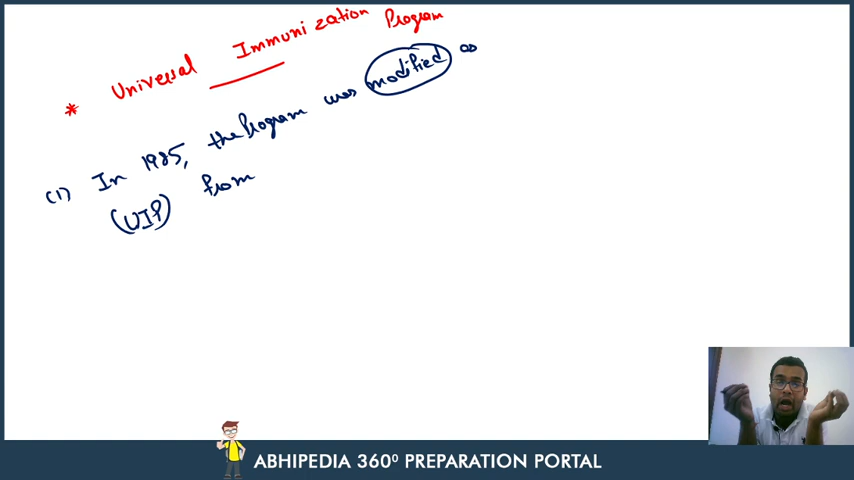 * Universal Immunization Program
(1) In 1985, the Program was modified as
(UIP) from
ABHIPEDIA 360° PREPARATION PORTAL